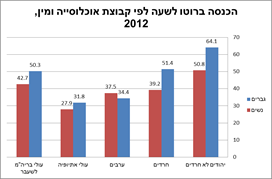 הכנסה ברוטו לשעה לפי קבוצת אוכלוסייה ומין,
2012
70
60
50
40
30
20
10
0
64.1
50.8
51.4
39.2
34.4
37.5
31.8
27.9
50.3
42.7
גברים
נשים
יהודים לא חרדים
חרדים
ערבים
עולי אתיופיה
עולי בריה"מ
לשעבר